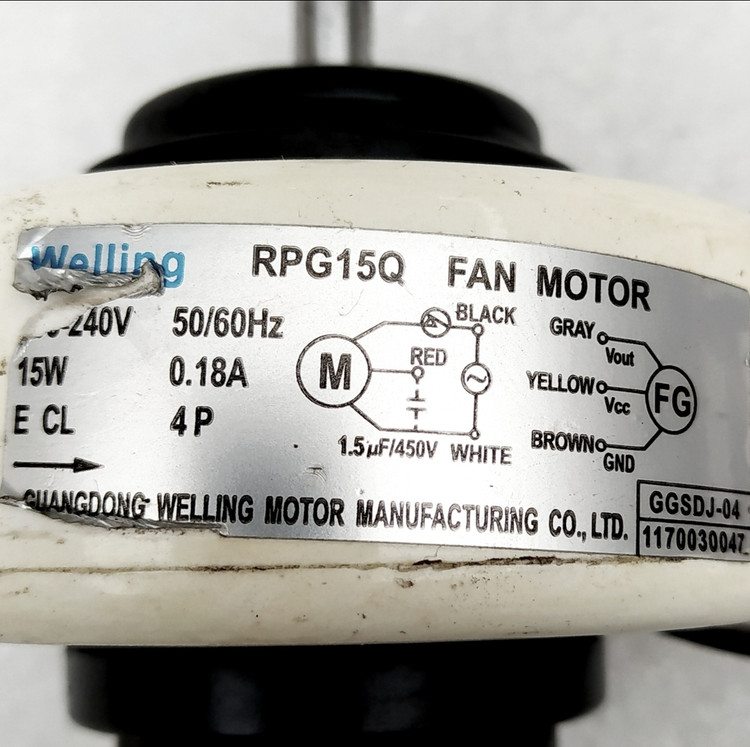 Welling RPG15Q FAN MOTOR
-240V 50/60Hz
15W 0.18A
E CL 4P
M
BLACK
RED
1.5µF/450V WHITE
GRAY
Vout
YELLOW
Vcc
FG
BROWN
GND
GUANGDONG WELLING MOTOR MANUFACTURING CO., LTD.
GGSDJ-04
1170030047